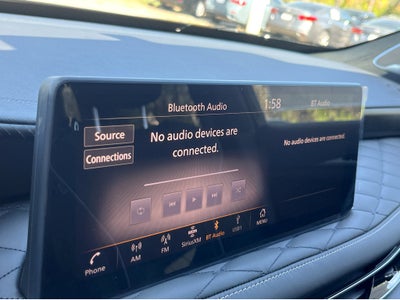 Bluetooth Audio
1:58
BT Audio
Source
Connections
No audio devices are
connected.
No audio devices are connected.
Phone
AM
FM
SiriusXM
BT Audio
USB1
MENU